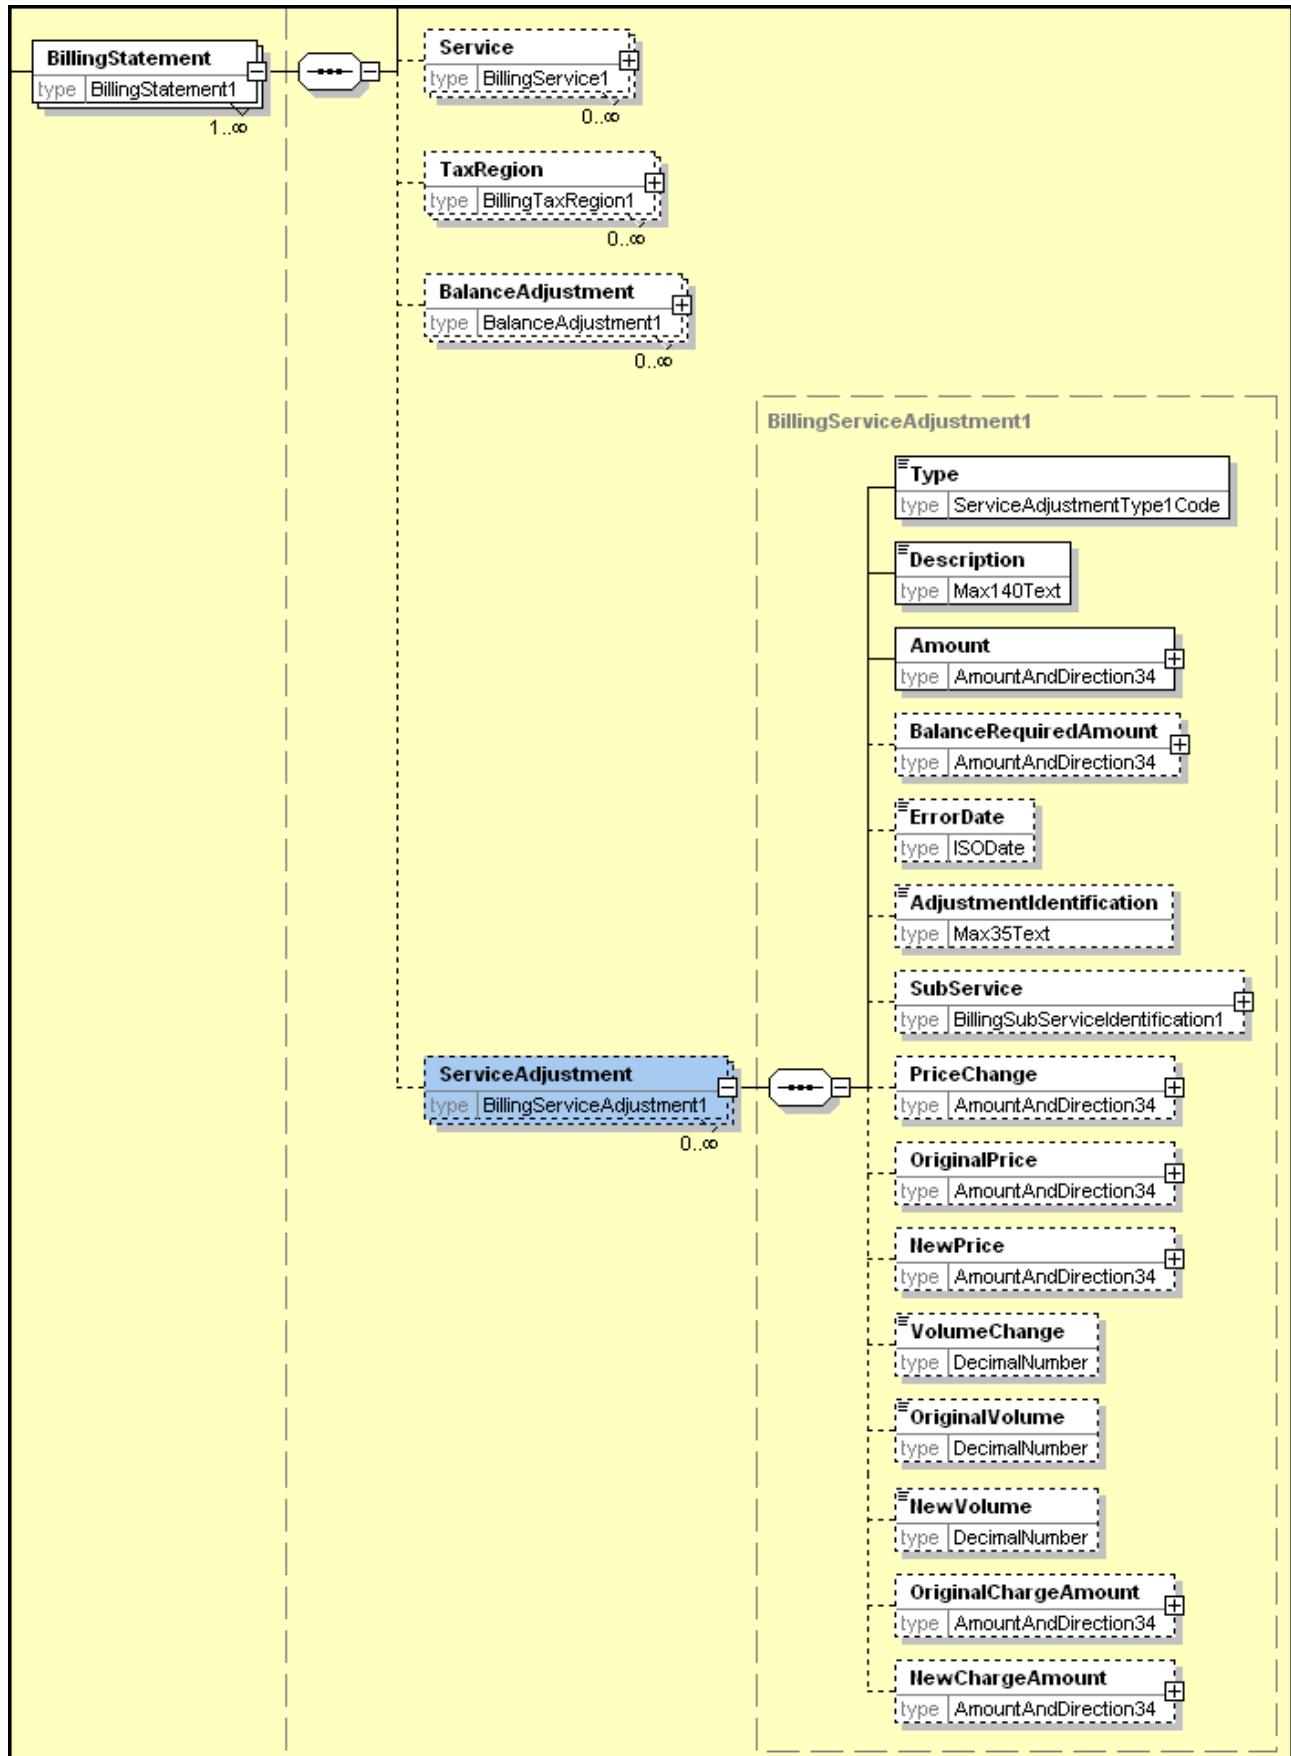 BillingStatement
type BillingStatement1
1..∞
Service
type BillingService1
0..∞
TaxRegion
type BillingTaxRegion1
0..∞
BalanceAdjustment
type BalanceAdjustment1
0..∞
BillingServiceAdjustment1
Type
type ServiceAdjustmentType1Code
Description
type Max140Text
Amount
type AmountAndDirection34
BalanceRequiredAmount
type AmountAndDirection34
ErrorDate
type ISODate
AdjustmentIdentification
type Max35Text
SubService
type BillingSubServiceIdentification1
ServiceAdjustment
type BillingServiceAdjustment1
0..∞
PriceChange
type AmountAndDirection34
OriginalPrice
type AmountAndDirection34
NewPrice
type AmountAndDirection34
VolumeChange
type DecimalNumber
OriginalVolume
type DecimalNumber
NewVolume
type DecimalNumber
OriginalChargeAmount
type AmountAndDirection34
NewChargeAmount
type AmountAndDirection34